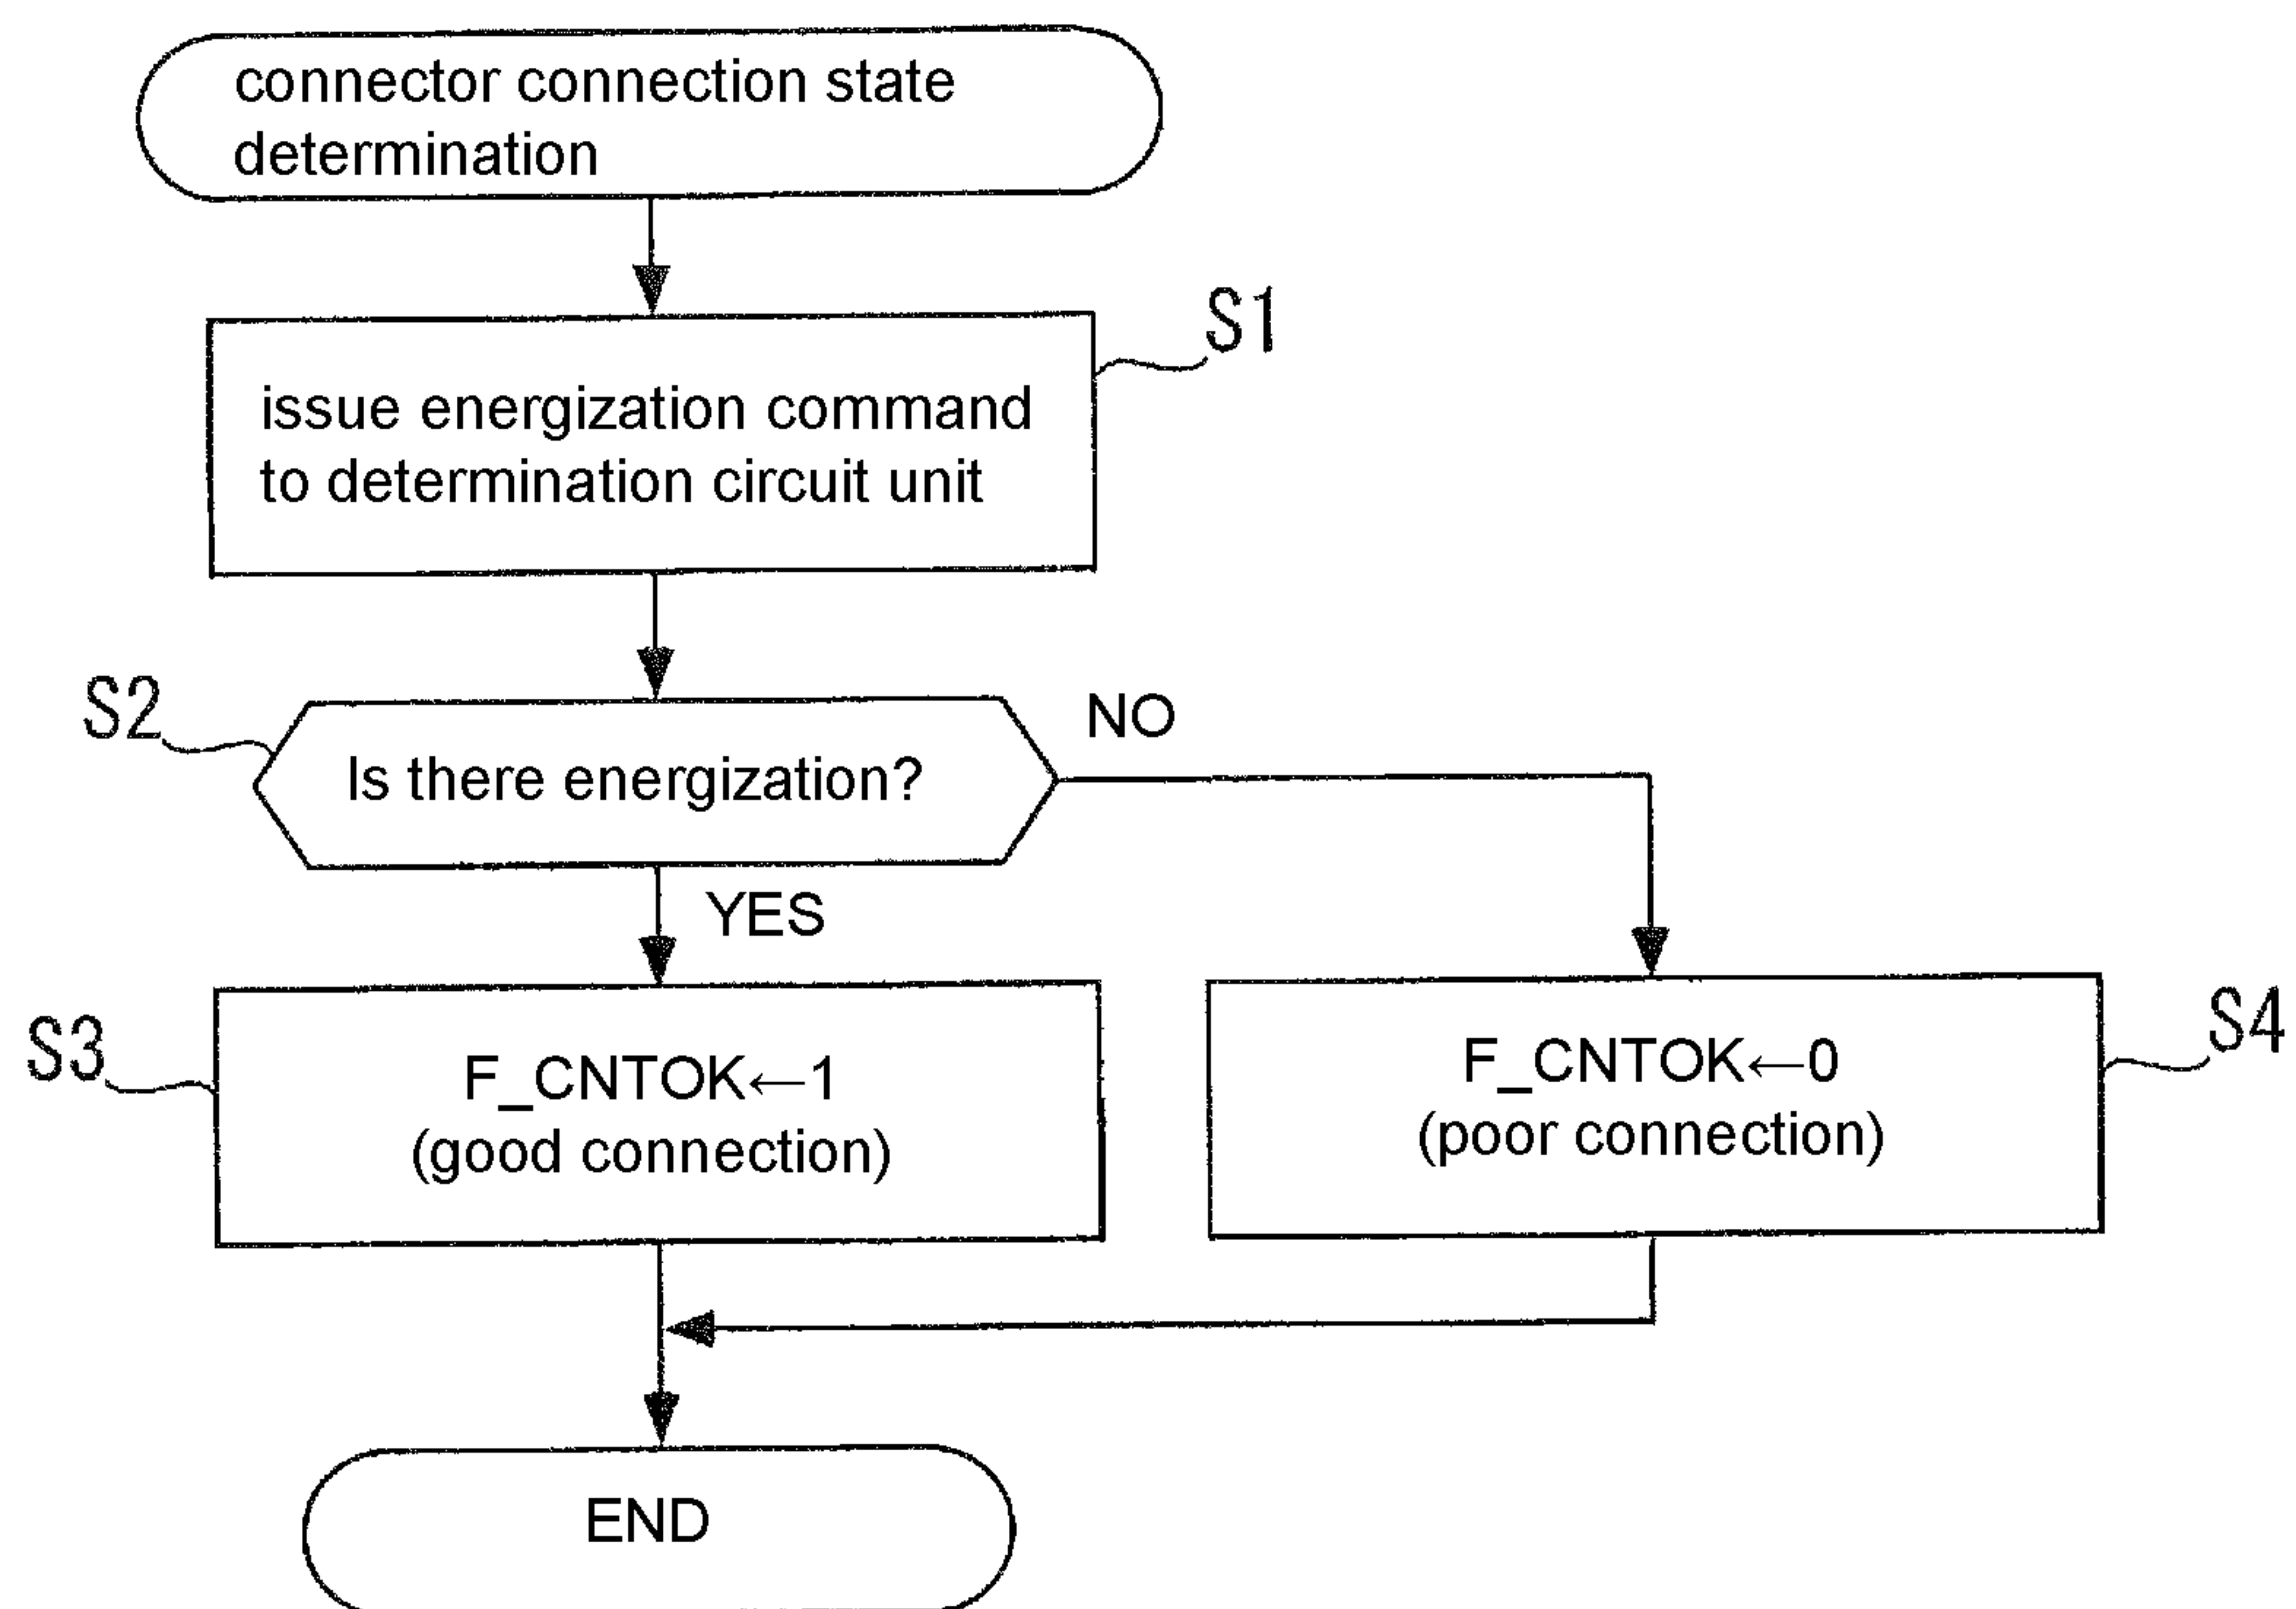 connector connection state
determination
S1
issue energization command
to determination circuit unit
S2
Is there energization?
NO
YES
S3
F_CNTOK←1
(good connection)
S4
F_CNTOK←0
(poor connection)
END